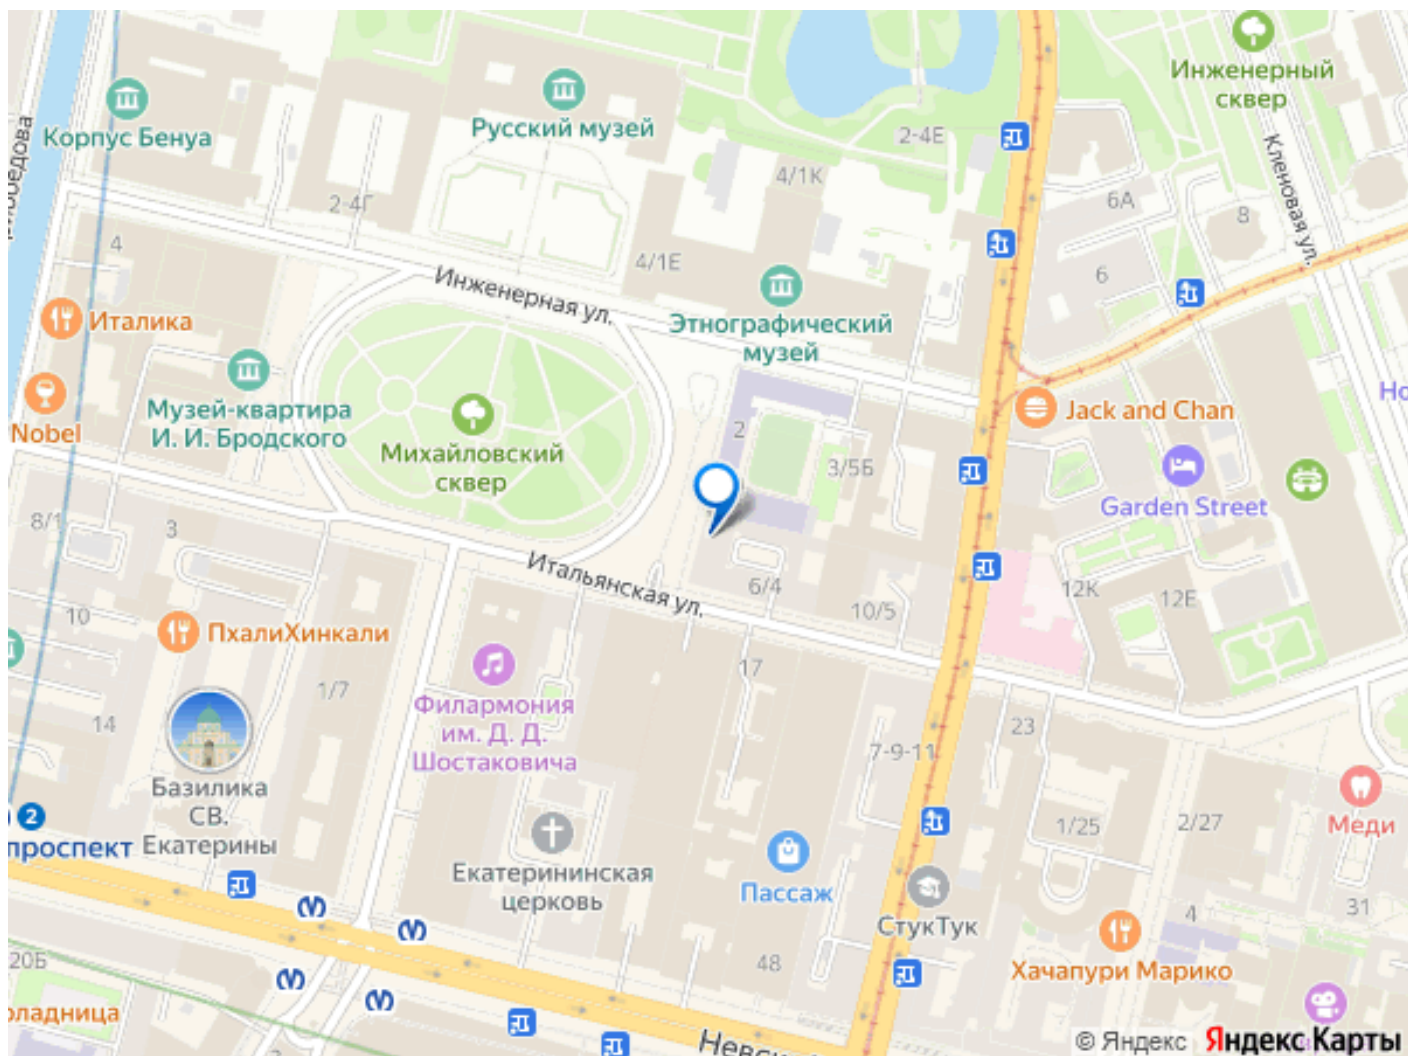 Инженерный
сквер
Корпус Бенуа
Русский музей
2-4Е
Кленовая ул.
4/1К
2-4Г
6А
8
4
4/1Е
Инженерная ул.
6
Италика
Этнографический
музей
Музей-квартира
И. И. Бродского
Nobel
Jack and Chan
Михайловский
сквер
2
3/5Б
Garden Street
8/1
3
Итальянская ул.
6/4
10/5
12К
12Е
10
ПхалиХинкали
17
1/7
Филармония
им. Д. Д.
Шостаковича
14
23
7-9-11
Базилика
СВ.
Екатерины
2
проспект
1/25
2/27
Меди
Екатерининская
церковь
Пассаж
СтукТук
4
31
48
Хачапури Марико
20Б
© Яндекс Яндекс Карты